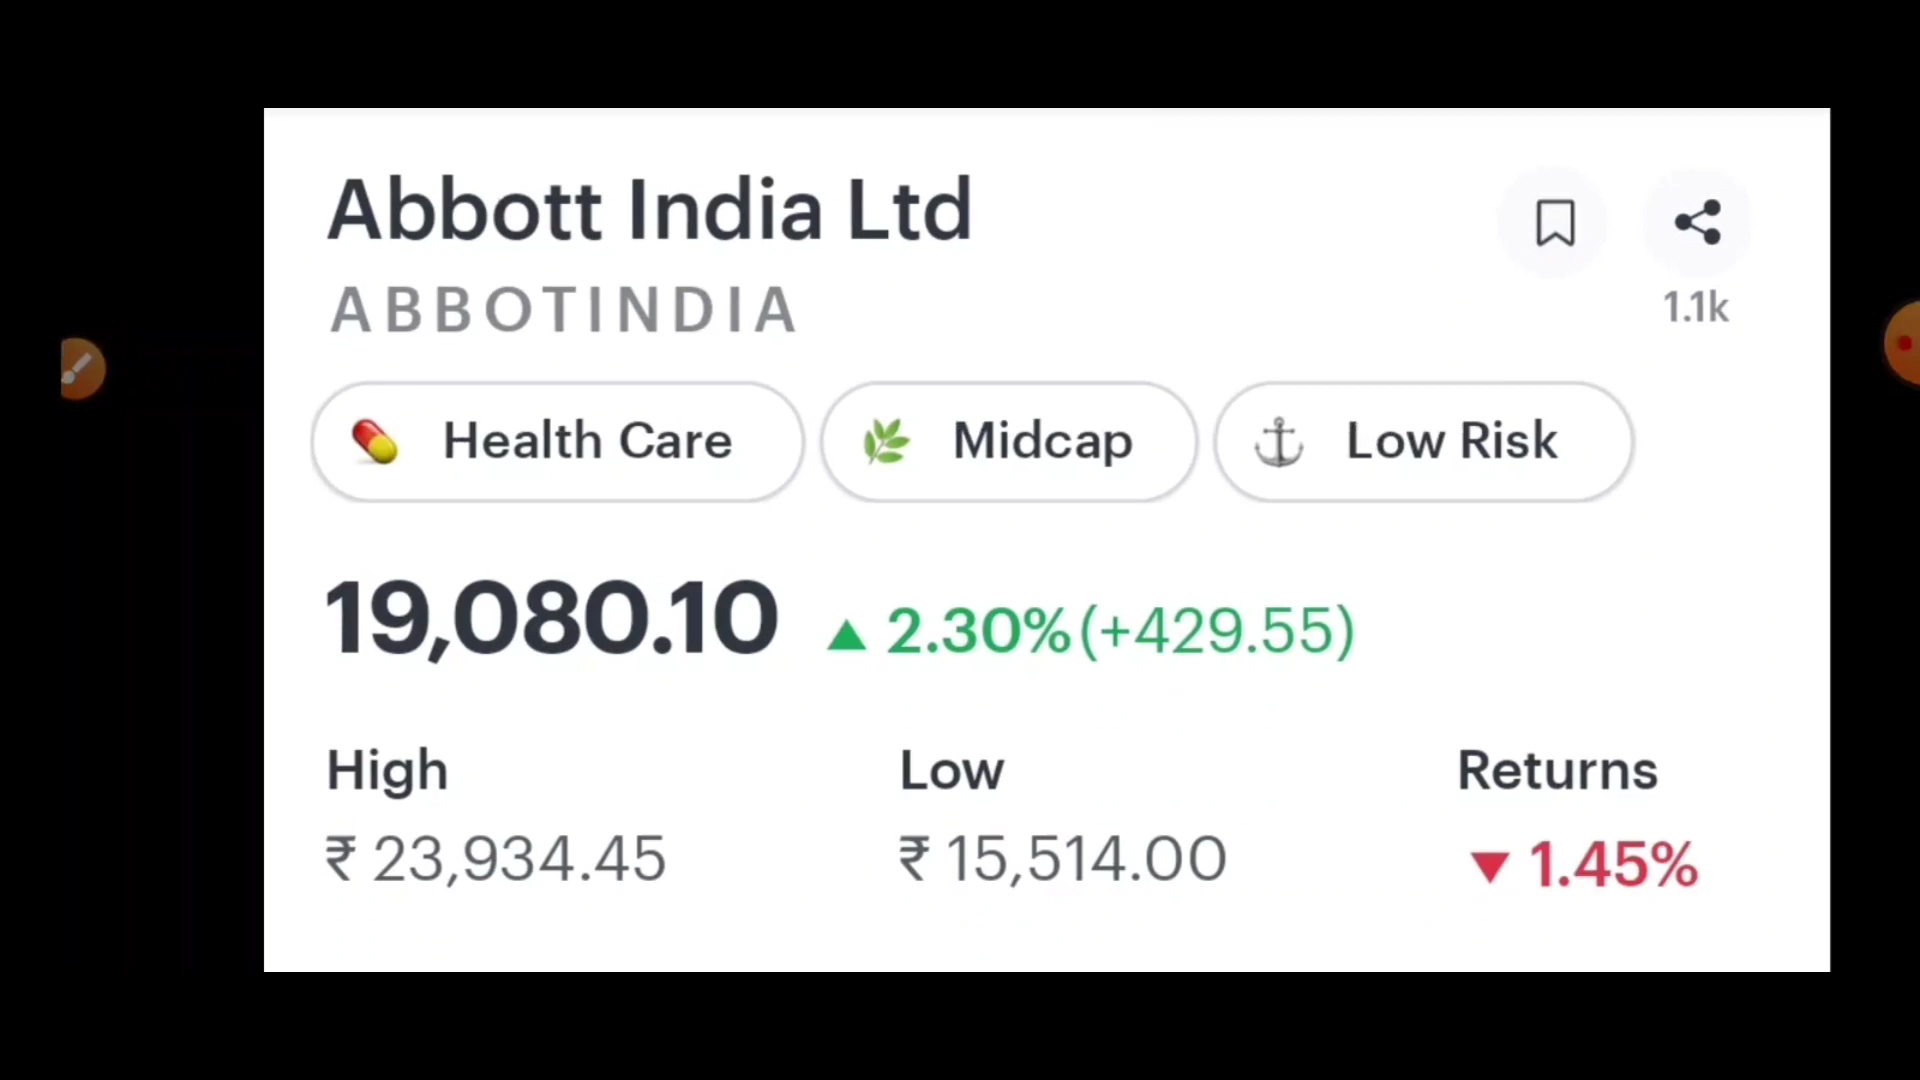 Abbott India Ltd
ABBOTINDIA
1.1k
Health Care Midcap Low Risk
19,080.10 ▲ 2.30% (+429.55)
High Low Returns
₹ 23,934.45 ₹ 15,514.00 ▼ 1.45%